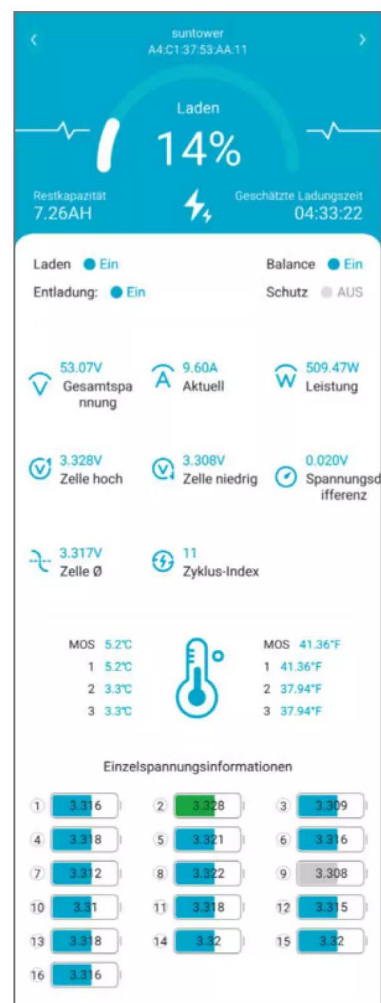 suntower
A4:C1:37:53:AA:11
Laden
14%
Restkapazität
7.26AH
Geschätzte Ladungszeit
04:33:22
Laden Ein
Balance Ein
Entladung: Ein
Schutz AUS
53.07V
Gesamtspa
nnung
9.60A
Aktuell
509.47W
Leistung
3.328V
Zelle hoch
3.308V
Zelle niedrig
0.020V
Spannungsd
ifferenz
3.317V
Zelle Ø
11
Zyklus-Index
MOS 5.2℃
1 5.2℃
2 3.3℃
3 3.3℃
MOS 41.36℉
1 41.36℉
2 37.94℉
3 37.94℉
Einzelspannungsinformationen
1 3.316 2 3.328 3 3.309
4 3.318 5 3.321 6 3.316
7 3.312 8 3.322 9 3.308
10 3.31 11 3.318 12 3.315
13 3.318 14 3.32 15 3.32
16 3.316